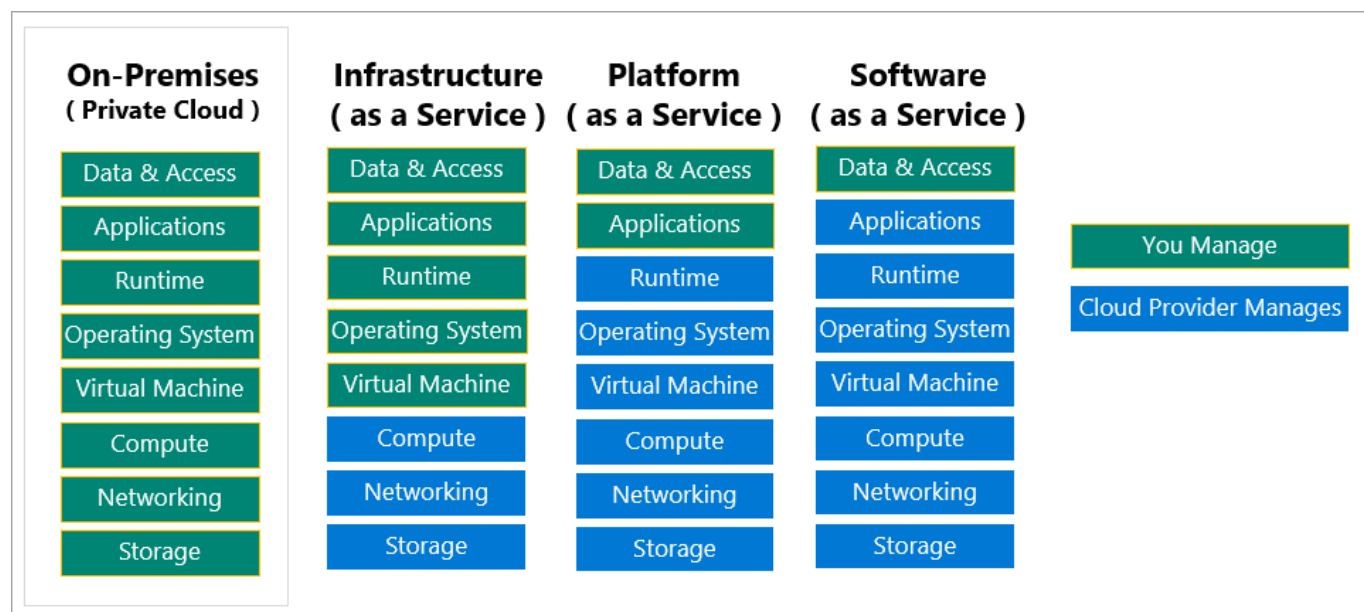 On-Premises
( Private Cloud )
Data & Access
Applications
Runtime
Operating System
Virtual Machine
Compute
Networking
Storage
Infrastructure
( as a Service )
Data & Access
Applications
Runtime
Operating System
Virtual Machine
Compute
Networking
Storage
Platform
( as a Service )
Data & Access
Applications
Runtime
Operating System
Virtual Machine
Compute
Networking
Storage
Software
( as a Service )
Data & Access
Applications
Runtime
Operating System
Virtual Machine
Compute
Networking
Storage
You Manage
Cloud Provider Manages